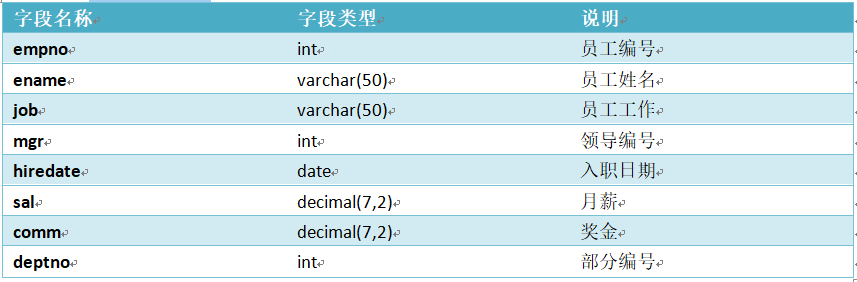 字段名称 字段类型 说明
empno int 员工编号
ename varchar(50) 员工姓名
job varchar(50) 员工工作
mgr int 领导编号
hiredate date 入职日期
sal decimal(7,2) 月薪
comm decimal(7,2) 奖金
deptno int 部分编号